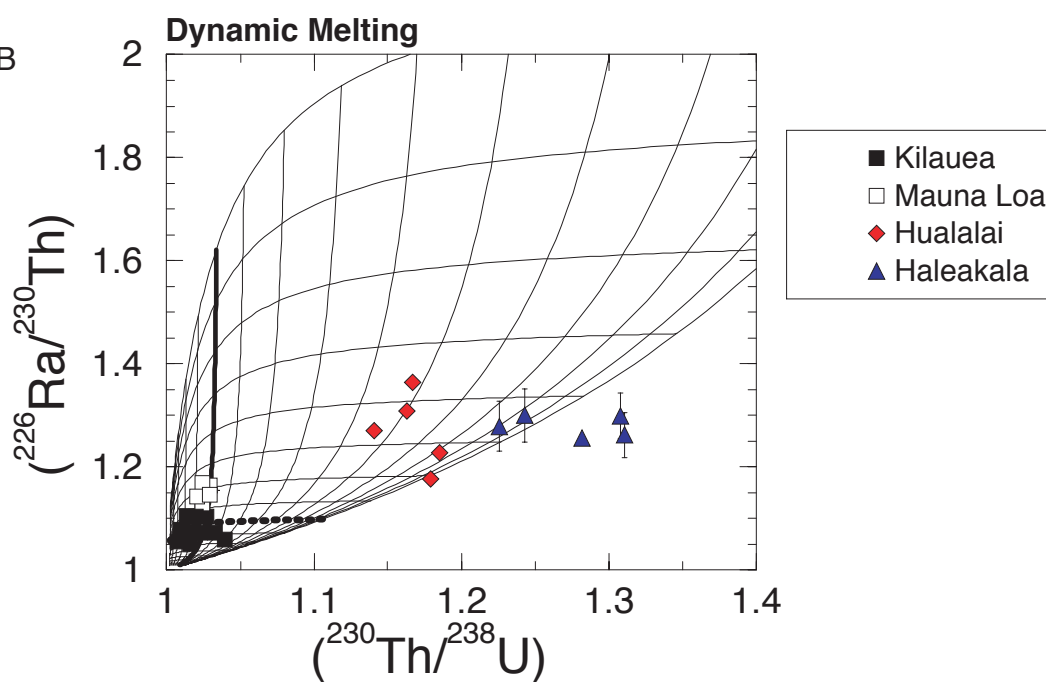 B
Dynamic Melting
2
1.8
1.6
1.4
1.2
1
(²²⁶Ra/²³⁰Th)
1 1.1 1.2 1.3 1.4
(²³⁰Th/²³⁸U)
Kilauea
Mauna Loa
Hualalai
Haleakala